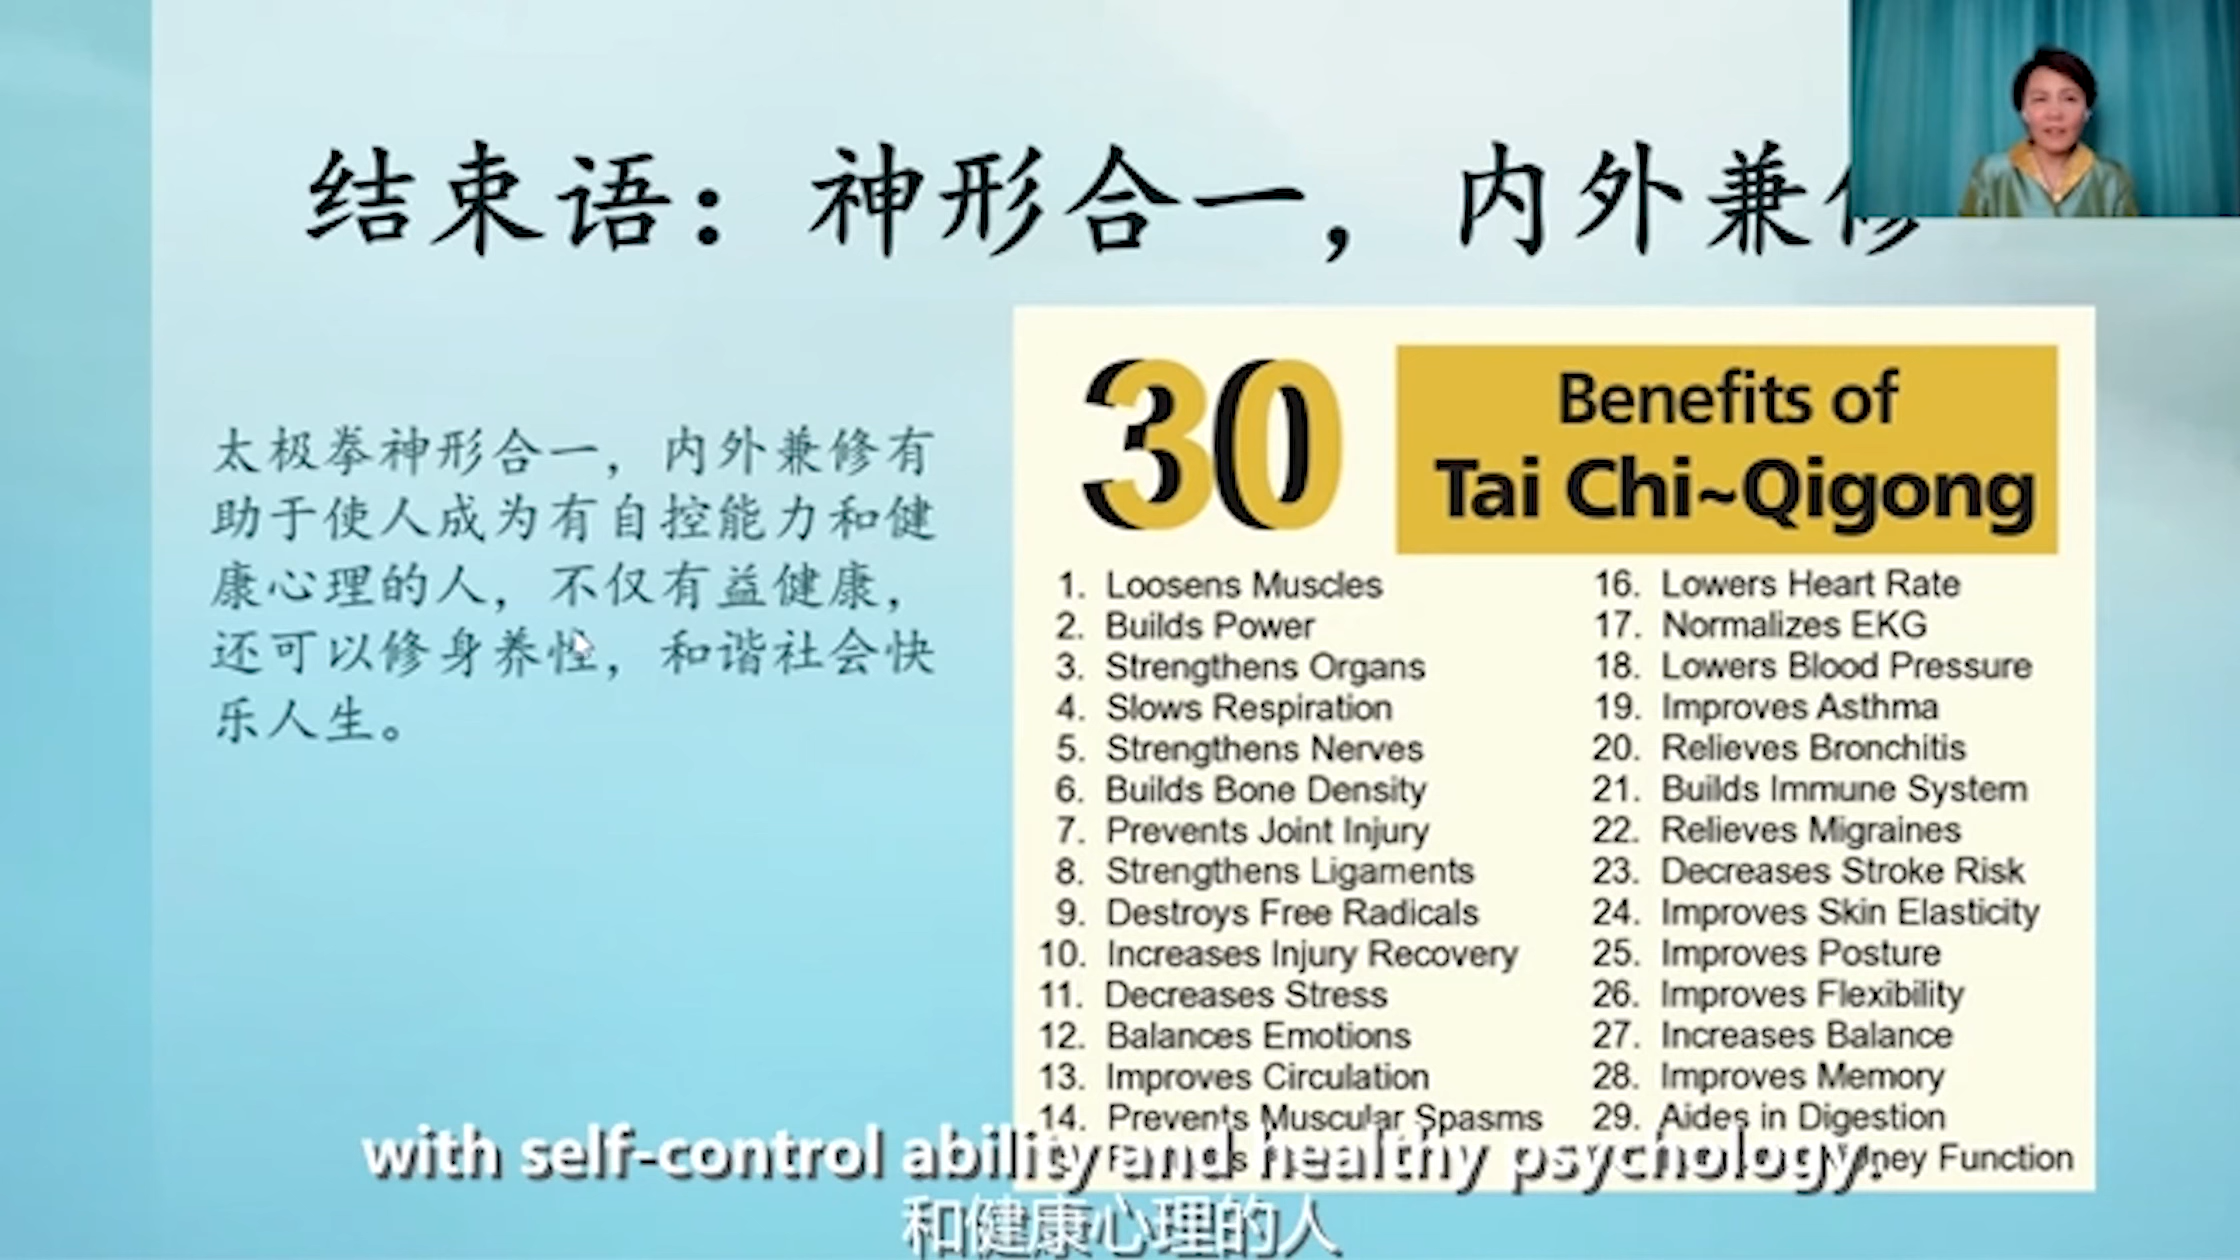 结束语：神形合一，内外兼修
太极拳神形合一，内外兼修有
助于使人成为有自控能力和健
康心理的人，不仅有益健康，
还可以修身养性，和谐社会快
乐人生。
30
Benefits of
Tai Chi~Qigong
1. Loosens Muscles
2. Builds Power
3. Strengthens Organs
4. Slows Respiration
5. Strengthens Nerves
6. Builds Bone Density
7. Prevents Joint Injury
8. Strengthens Ligaments
9. Destroys Free Radicals
10. Increases Injury Recovery
11. Decreases Stress
12. Balances Emotions
13. Improves Circulation
14. Prevents Muscular Spasms
16. Lowers Heart Rate
17. Normalizes EKG
18. Lowers Blood Pressure
19. Improves Asthma
20. Relieves Bronchitis
21. Builds Immune System
22. Relieves Migraines
23. Decreases Stroke Risk
24. Improves Skin Elasticity
25. Improves Posture
26. Improves Flexibility
27. Increases Balance
28. Improves Memory
29. Aides in Digestion
Function
with self-control ability and healthy psychology.
和健康心理的人